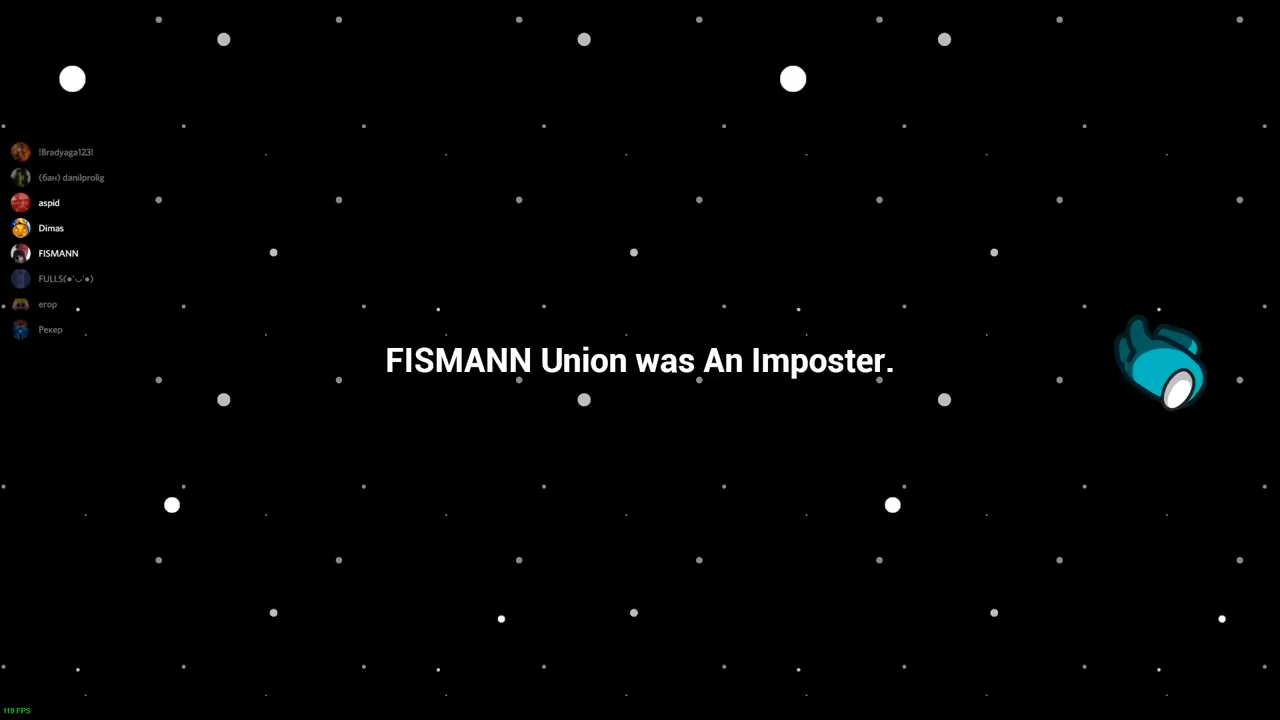 !Bradyaga123!
(бан) danilprolig
aspid
Dimas
FISMANN
FULLS(●'◡'●)
егор
Рекер
FISMANN Union was An Imposter.
119 FPS